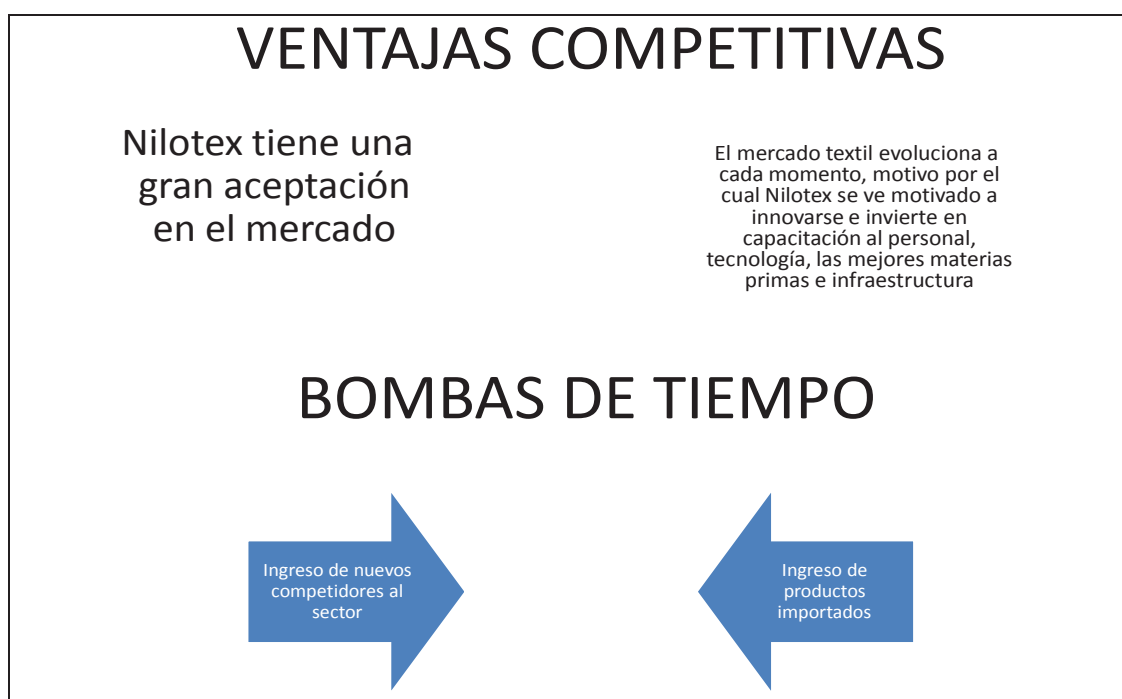 VENTAJAS COMPETITIVAS
Nilotex tiene una
gran aceptación
en el mercado
El mercado textil evoluciona a
cada momento, motivo por el
cual Nilotex se ve motivado a
innovarse e invierte en
capacitación al personal,
tecnología, las mejores materias
primas e infraestructura
BOMBAS DE TIEMPO
Ingreso de nuevos
competidores al
sector
Ingreso de
productos
importados